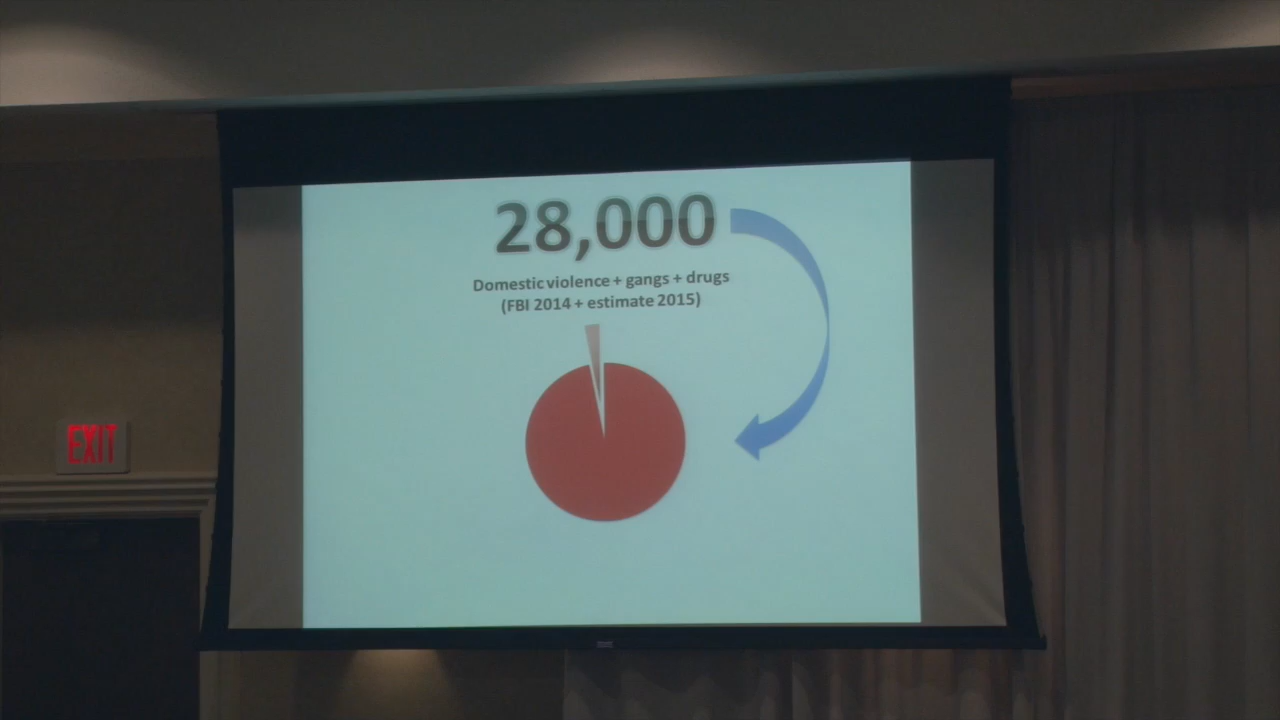 28,000
Domestic violence + gangs + drugs
(FBI 2014 + estimate 2015)
EXIT